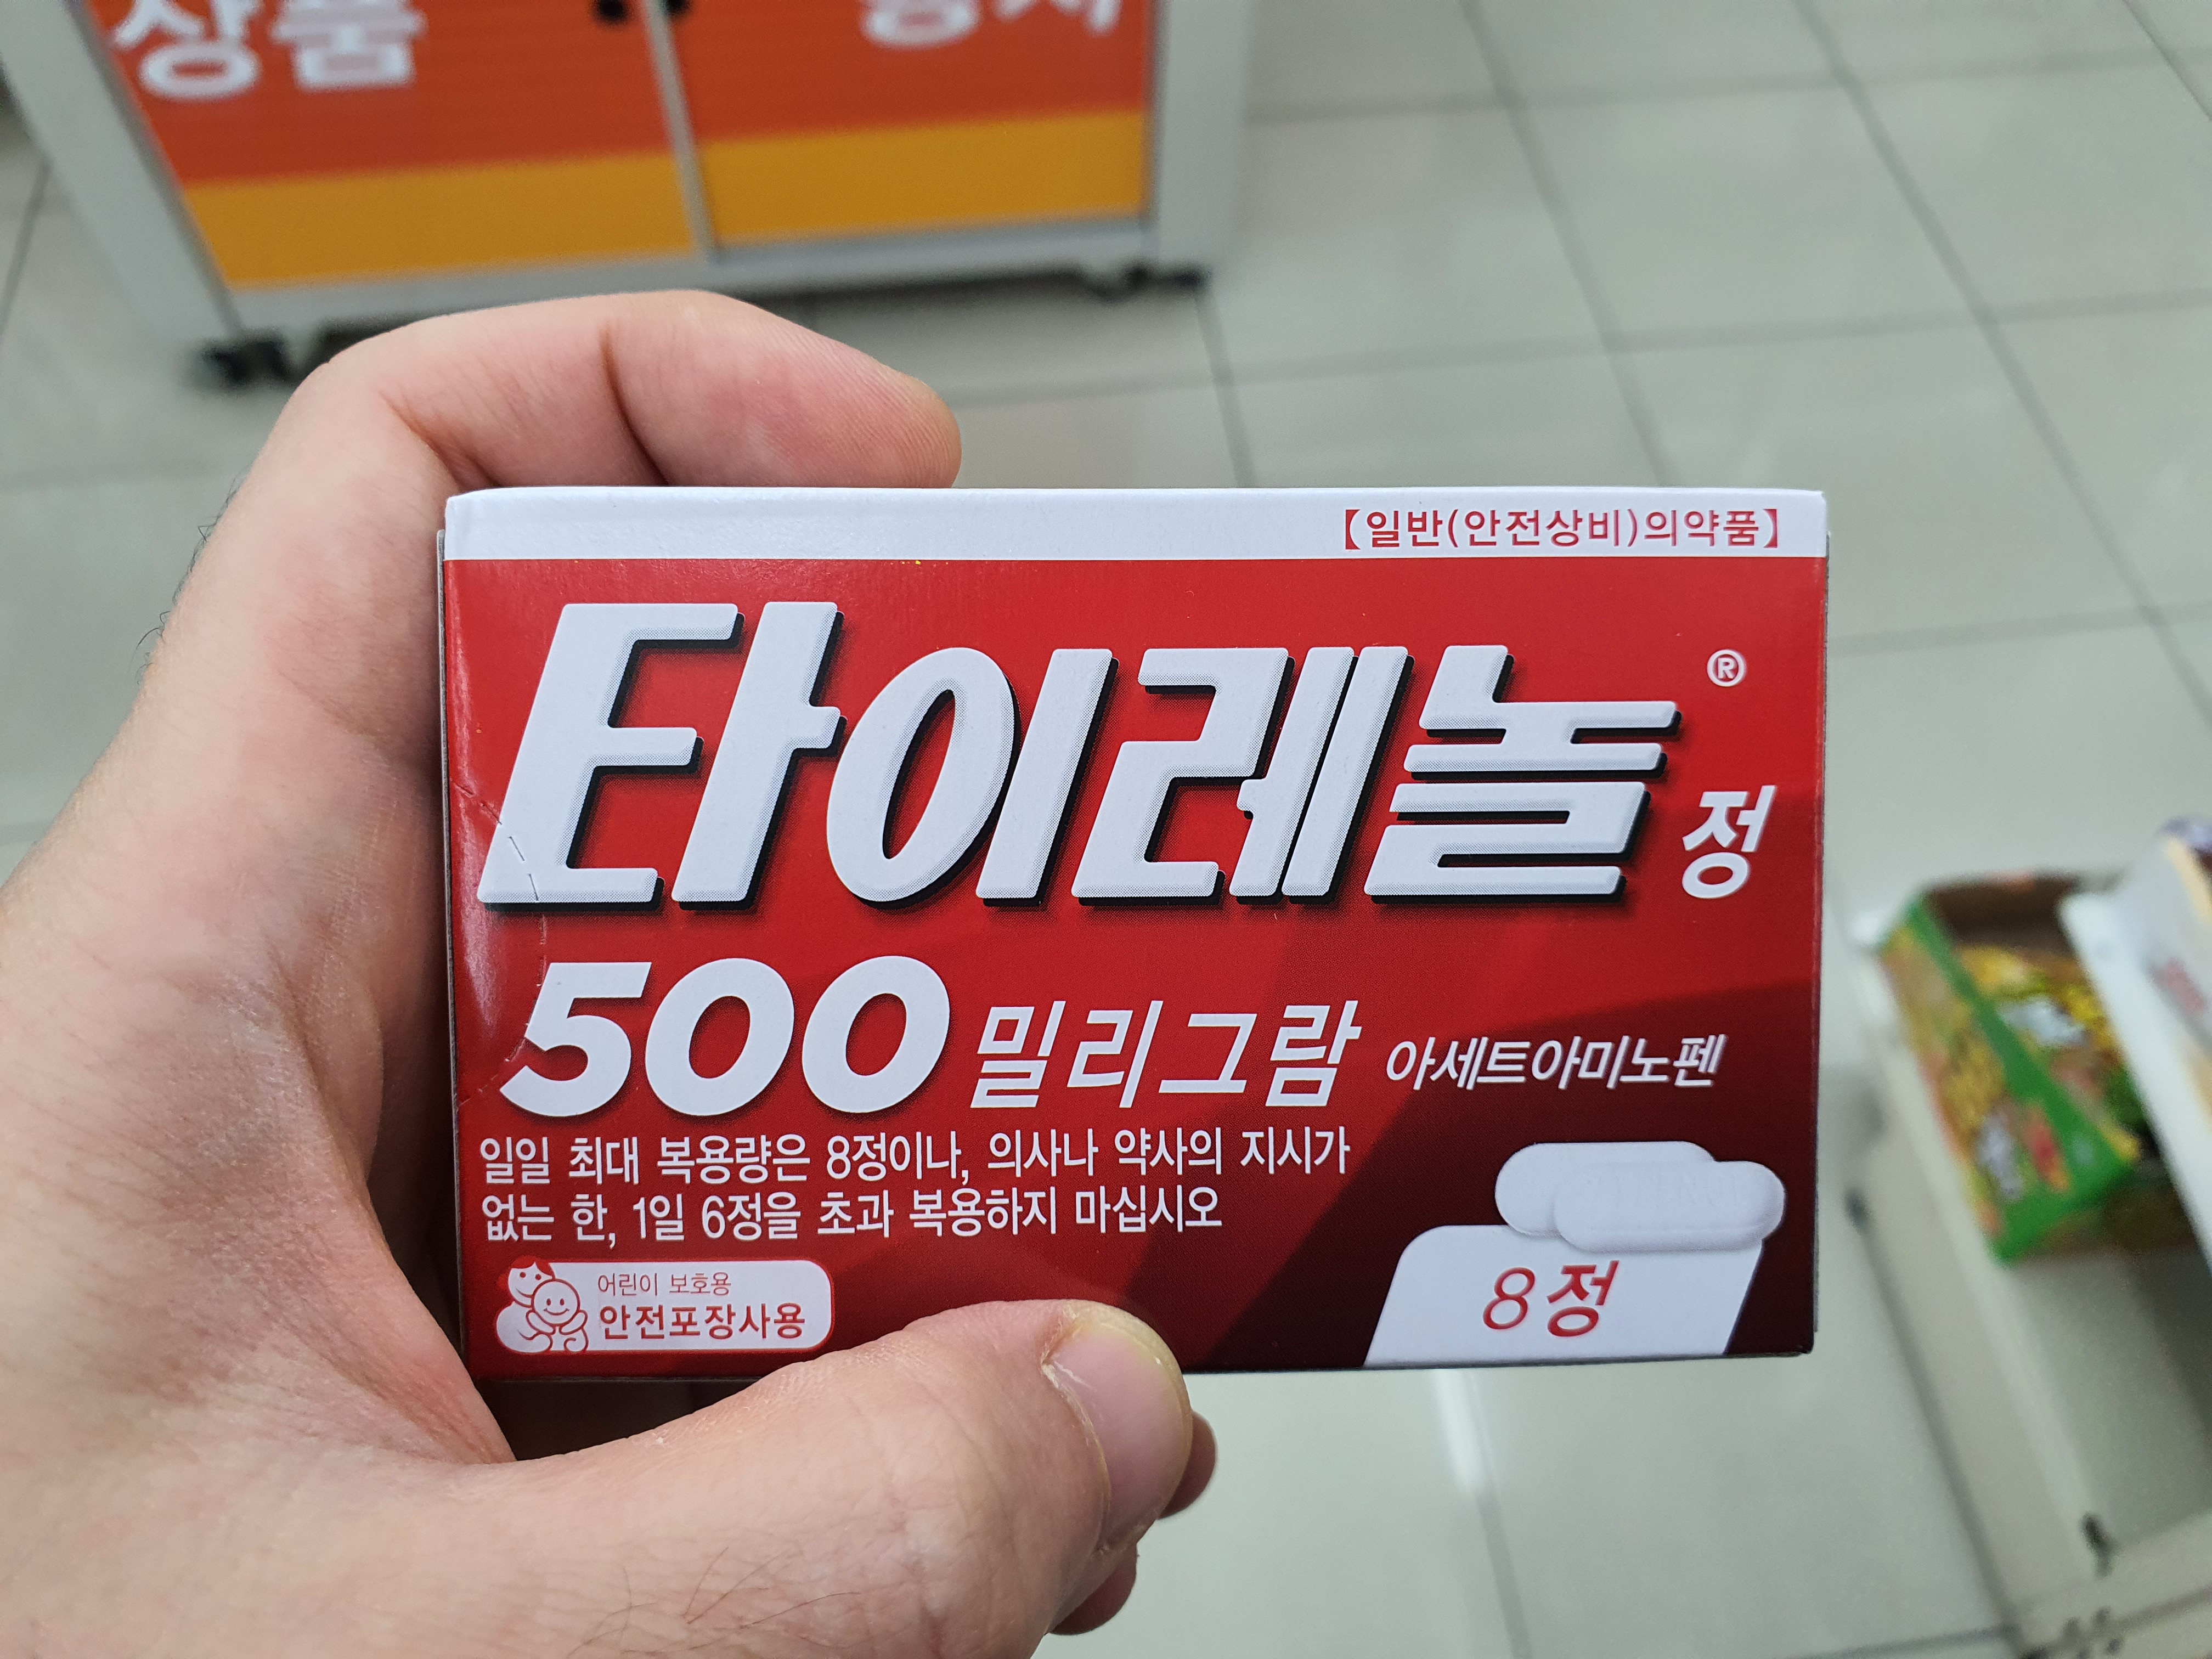 상품
【일반(안전상비)의약품】
타이레놀® 정
500 밀리그람 아세트아미노펜
일일 최대 복용량은 8정이나, 의사나 약사의 지시가
없는 한, 1일 6정을 초과 복용하지 마십시오
어린이 보호용
안전포장사용
8정